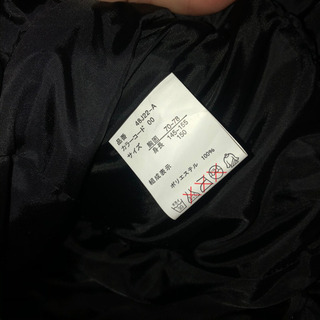 品番 48J22-A
カラーコード 00
サイズ 胸囲 70~78
身長 145~155
150
組成表示
ポリエステル 100%